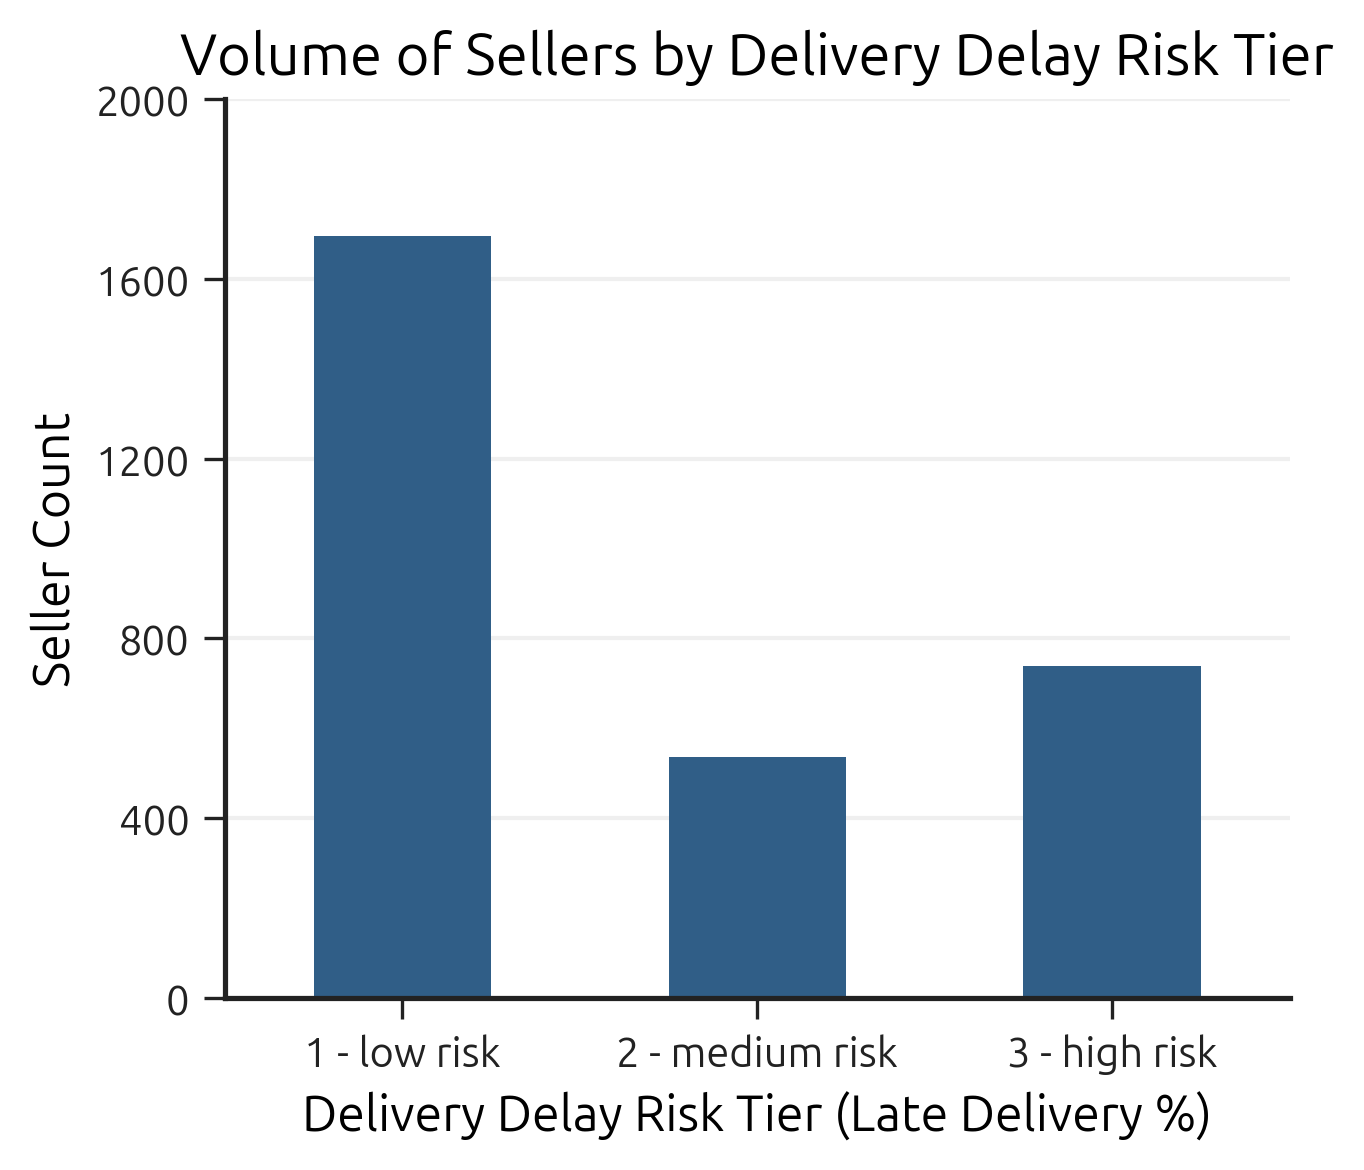 Volume of Sellers by Delivery Delay Risk Tier
2000
1600
1200
800
400
0
Seller Count
1 - low risk
2 - medium risk
3 - high risk
Delivery Delay Risk Tier (Late Delivery %)